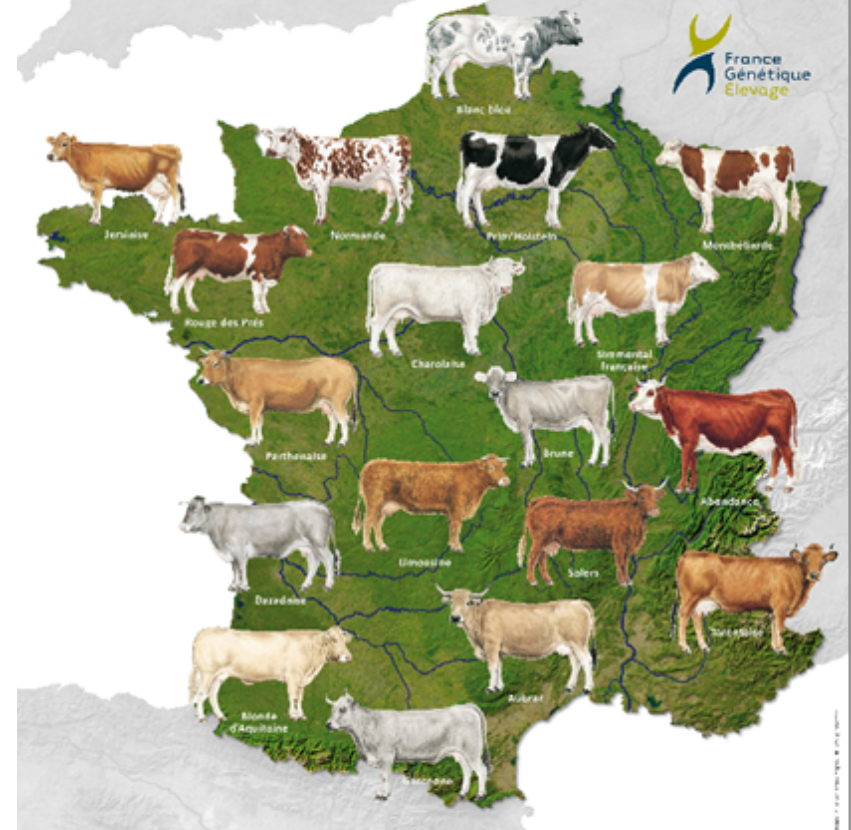 France
Génétique
Elevage
Blanc bleu
Jersiaise
Normande
Prim'Holstein
Montbéliarde
Rouge des Prés
Charolaise
Simmental
française
Parthenaise
Brune
Abondance
Limousine
Salers
Bazadaise
Tarentaise
Aubrac
Blonde
d'Aquitaine
Gasconne